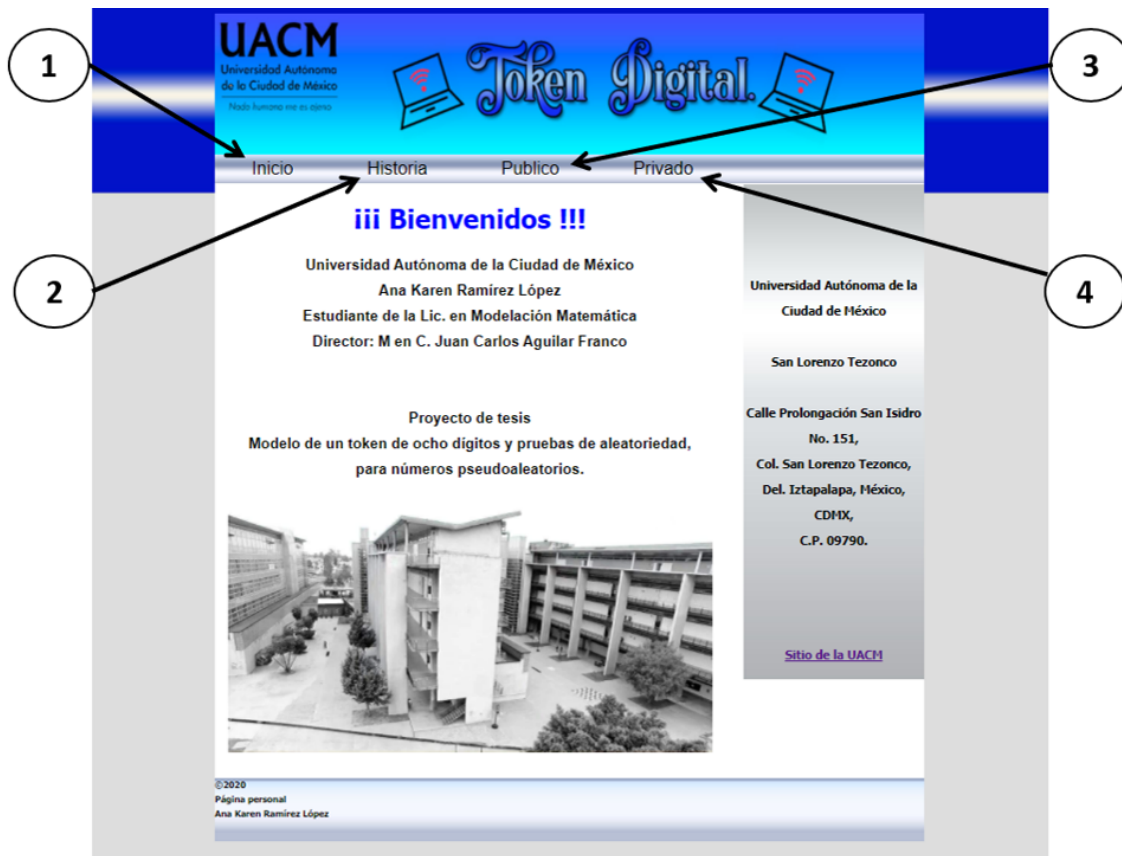 UACM
Universidad Autónoma
de la Ciudad de México
Nada humano me es ajeno
Token Digital.
1
2
3
4
Inicio Historia Publico Privado
¡¡¡ Bienvenidos !!!
Universidad Autónoma de la Ciudad de México
Ana Karen Ramírez López
Estudiante de la Lic. en Modelación Matemática
Director: M en C. Juan Carlos Aguilar Franco
Proyecto de tesis
Modelo de un token de ocho dígitos y pruebas de aleatoriedad,
para números pseudoaleatorios.
Universidad Autónoma de la
Ciudad de México
San Lorenzo Tezonco
Calle Prolongación San Isidro
No. 151,
Col. San Lorenzo Tezonco,
Del. Iztapalapa, México,
CDMX,
C.P. 09790.
Sitio de la UACM
©2020
Página personal
Ana Karen Ramírez López